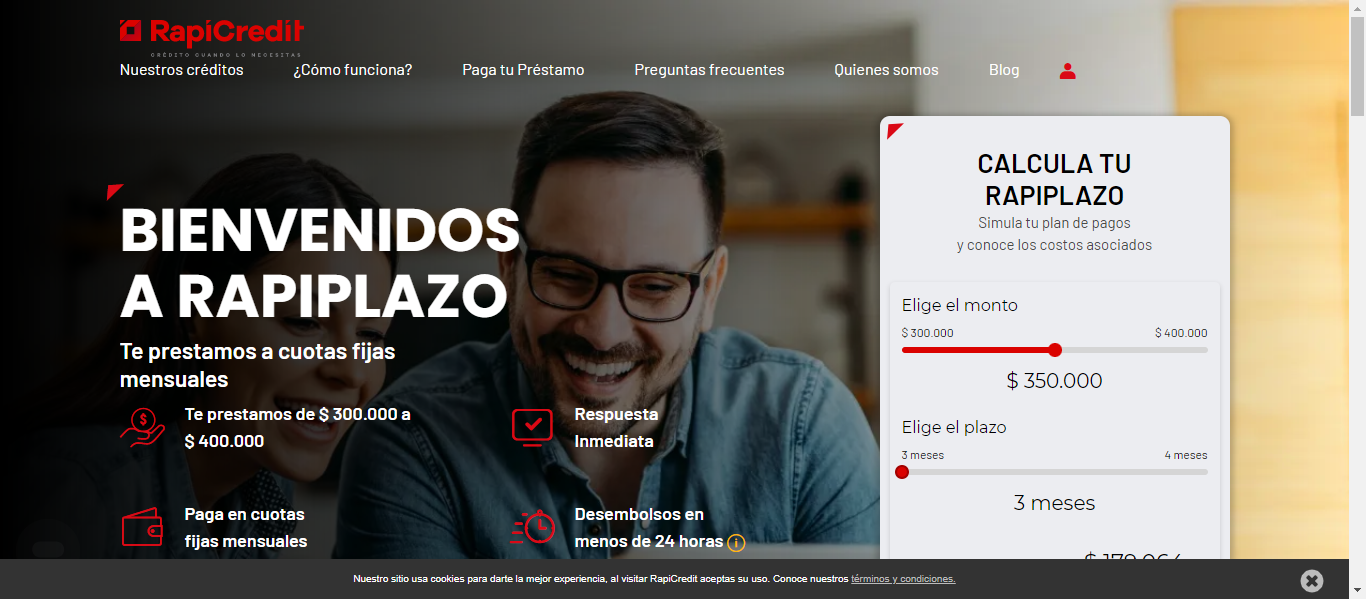 RapiCredit
CRÉDITO CUANDO LO NECESITAS
Nuestros créditos ¿Cómo funciona? Paga tu Préstamo Preguntas frecuentes Quienes somos Blog
BIENVENIDOS
A RAPIPLAZO
Te prestamos a cuotas fijas
mensuales
Te prestamos de $ 300.000 a
$ 400.000
Respuesta
Inmediata
Paga en cuotas
fijas mensuales
Desembolsos en
menos de 24 horas
CALCULA TU
RAPIPLAZO
Simula tu plan de pagos
y conoce los costos asociados
Elige el monto
$ 300.000 $ 400.000
$ 350.000
Elige el plazo
3 meses 4 meses
3 meses
Nuestro sitio usa cookies para darte la mejor experiencia, al visitar RapiCredit aceptas su uso. Conoce nuestros términos y condiciones.